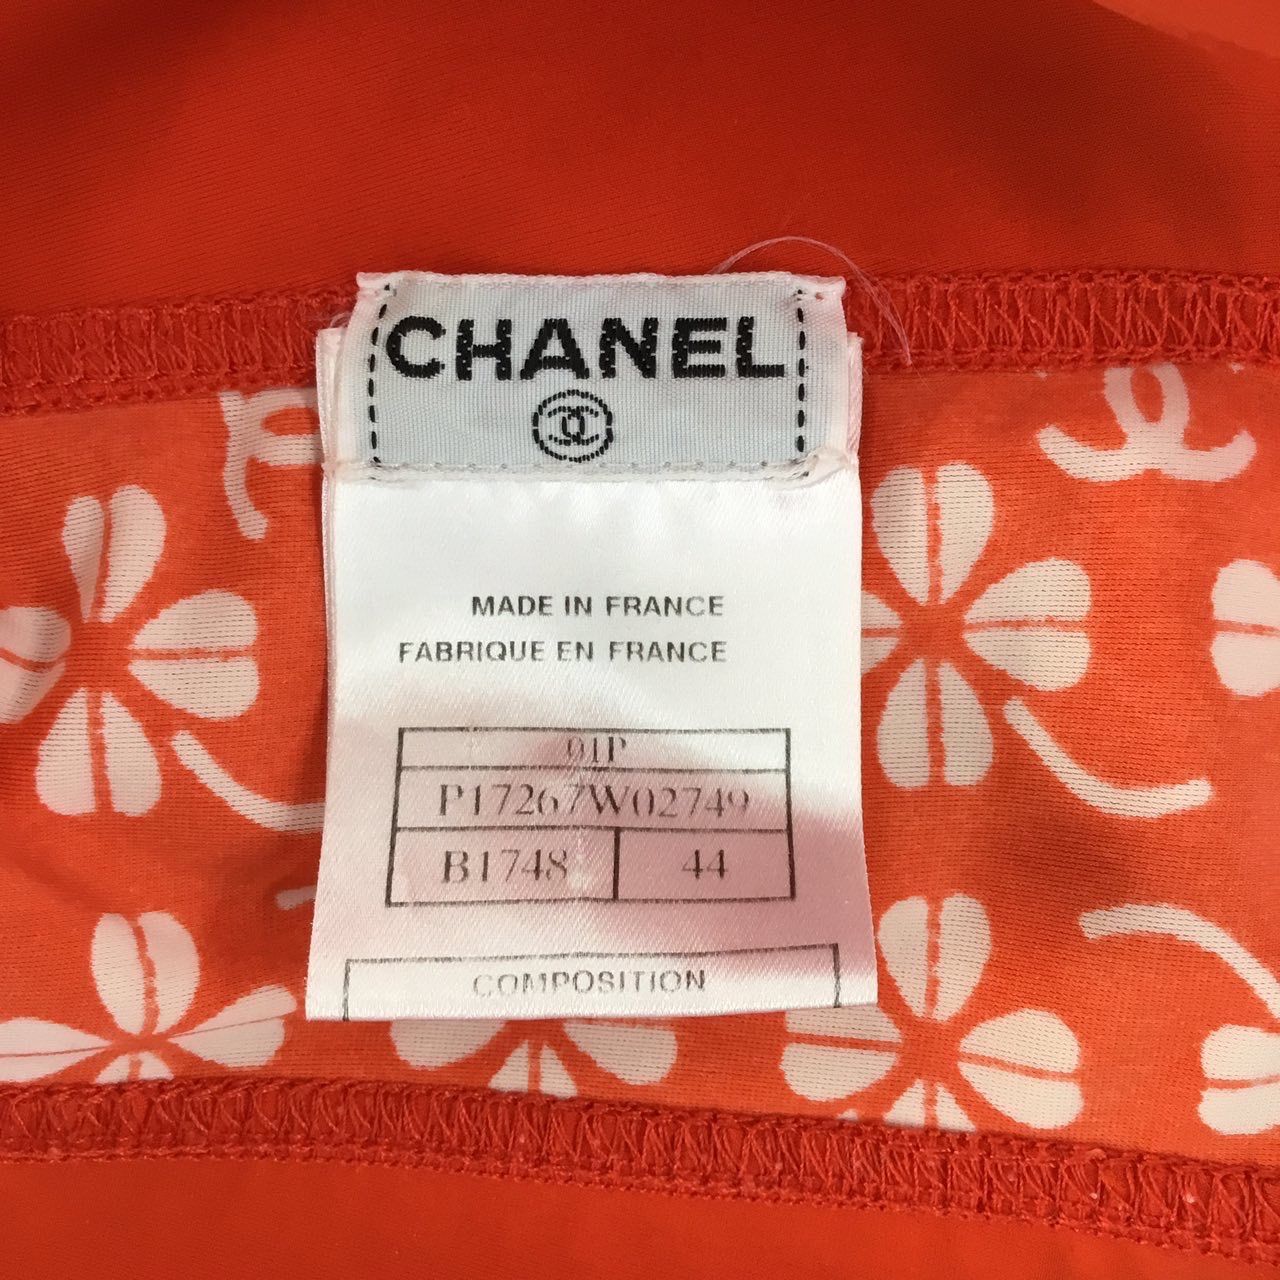 CHANEL
MADE IN FRANCE
FABRIQUE EN FRANCE
01P
P17267W02749
B1748 44
COMPOSITION